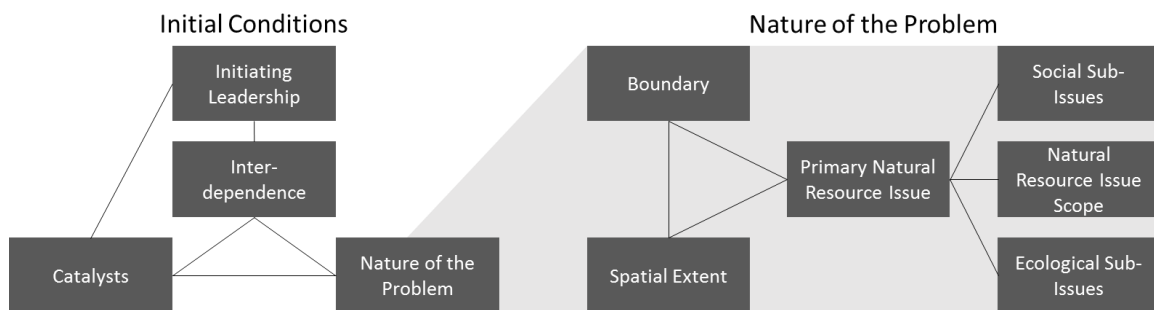 Initial Conditions
Initiating
Leadership
Inter-
dependence
Catalysts
Nature of the
Problem
Nature of the Problem
Boundary
Spatial Extent
Primary Natural
Resource Issue
Social Sub-
Issues
Natural
Resource Issue
Scope
Ecological Sub-
Issues